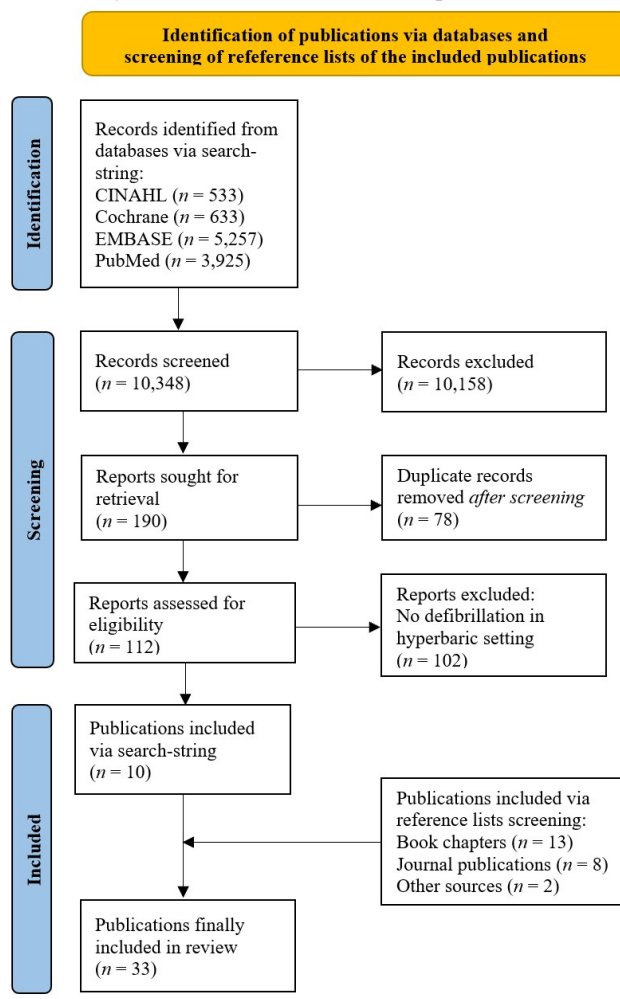 Identification of publications via databases and
screening of refeference lists of the included publications
Identification
Records identified from
databases via search-
string:
CINAHL (n = 533)
Cochrane (n = 633)
EMBASE (n = 5,257)
PubMed (n = 3,925)
Screening
Records screened
(n = 10,348)
Records excluded
(n = 10,158)
Reports sought for
retrieval
(n = 190)
Duplicate records
removed after screening
(n = 78)
Reports assessed for
eligibility
(n = 112)
Reports excluded:
No defibrillation in
hyperbaric setting
(n = 102)
Included
Publications included
via search-string
(n = 10)
Publications included via
reference lists screening:
Book chapters (n = 13)
Journal publications (n = 8)
Other sources (n = 2)
Publications finally
included in review
(n = 33)